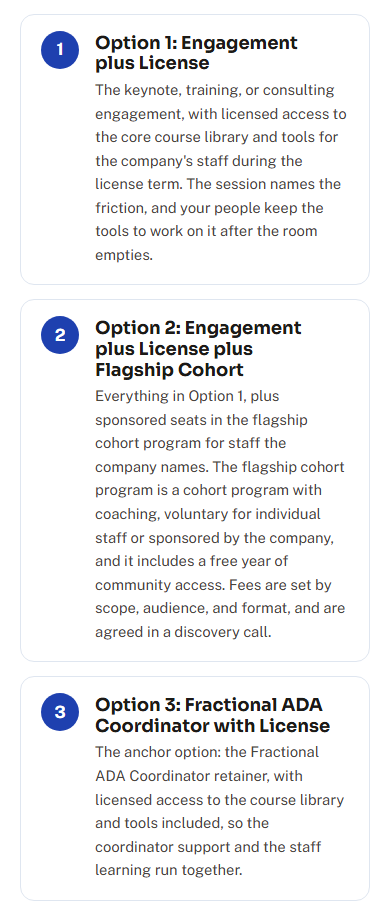 1
Option 1: Engagement
plus License
The keynote, training, or consulting
engagement, with licensed access to
the core course library and tools for
the company's staff during the
license term. The session names the
friction, and your people keep the
tools to work on it after the room
empties.
2
Option 2: Engagement
plus License plus
Flagship Cohort
Everything in Option 1, plus
sponsored seats in the flagship
cohort program for staff the
company names. The flagship cohort
program is a cohort program with
coaching, voluntary for individual
staff or sponsored by the company,
and it includes a free year of
community access. Fees are set by
scope, audience, and format, and are
agreed in a discovery call.
3
Option 3: Fractional ADA
Coordinator with License
The anchor option: the Fractional
ADA Coordinator retainer, with
licensed access to the course library
and tools included, so the
coordinator support and the staff
learning run together.